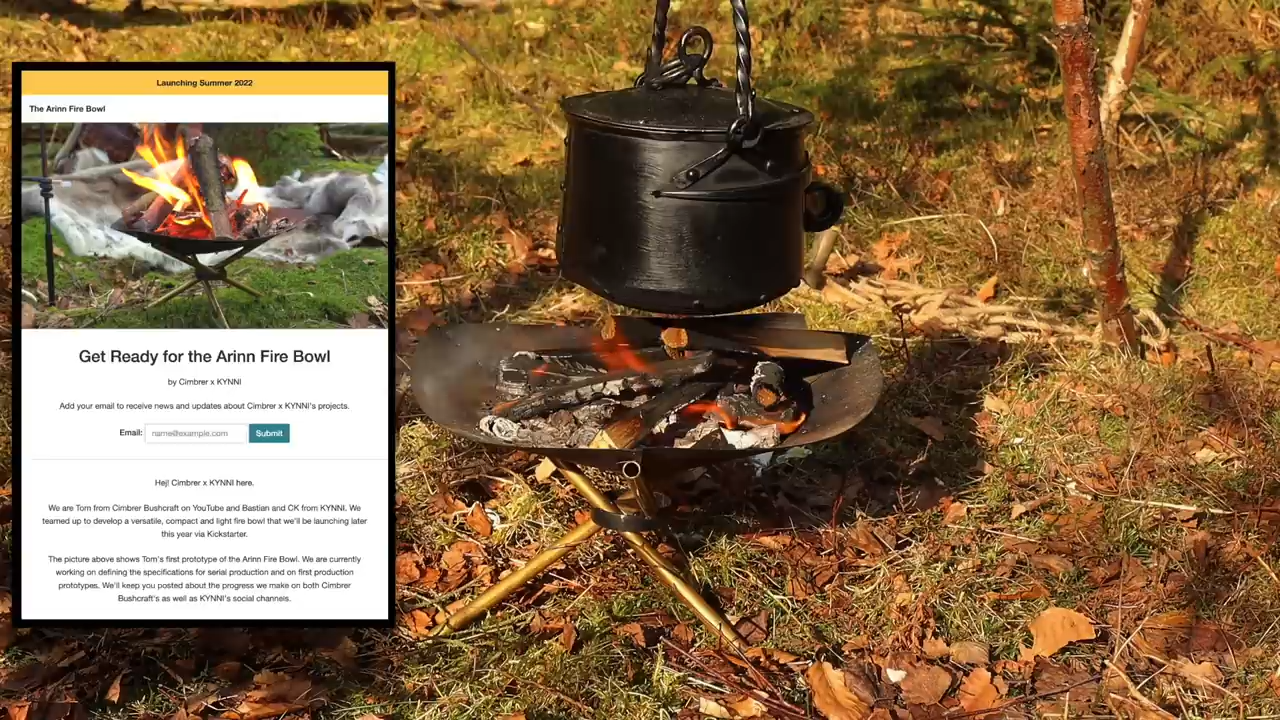 Launching Summer 2022
The Arinn Fire Bowl
Get Ready for the Arinn Fire Bowl
by Cimbrer x KYNNI
Add your email to receive news and updates about Cimbrer x KYNNI's projects.
Email: name@example.com Submit
Hej! Cimbrer x KYNNI here.
We are Tom from Cimbrer Bushcraft on YouTube and Bastian and CK from KYNNI. We
teamed up to develop a versatile, compact and light fire bowl that we'll be launching later
this year via Kickstarter.
The picture above shows Tom's first prototype of the Arinn Fire Bowl. We are currently
working on defining the specifications for serial production and on first production
prototypes. We'll keep you posted about the progress we make on both Cimbrer
Bushcraft's as well as KYNNI's social channels.